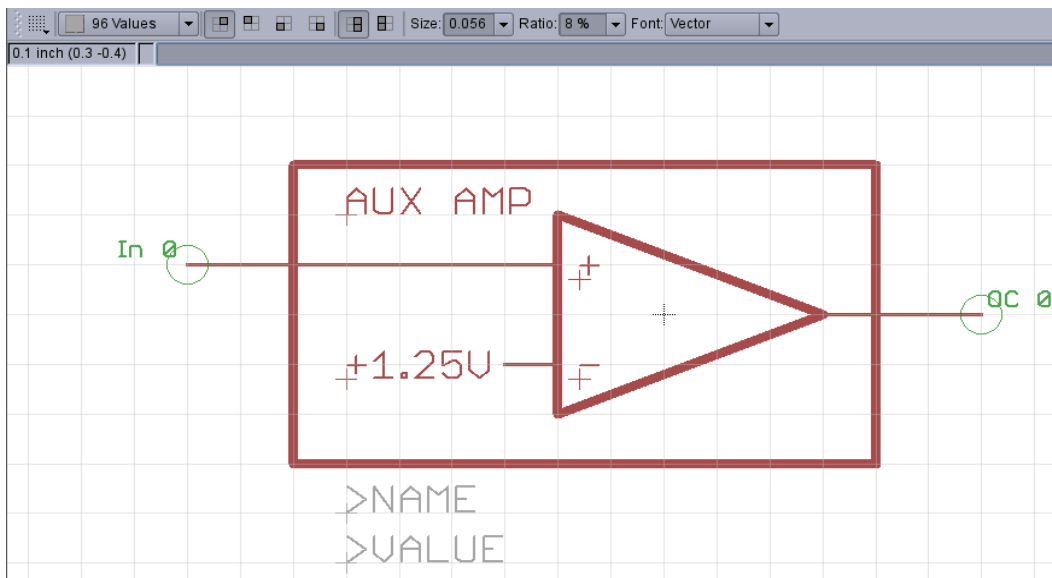 96 Values Size: 0.056 Ratio: 8 % Font: Vector
0.1 inch (0.3 -0.4)
AUX AMP
In 0
+
OC 0
+1.25V
-
>NAME
>VALUE